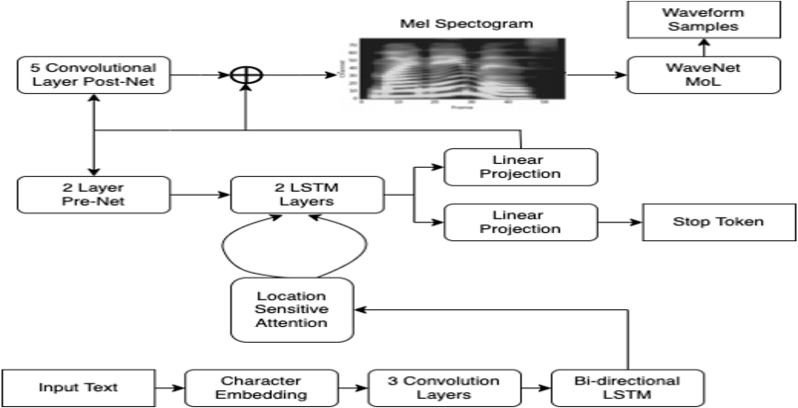 Mel Spectogram
Waveform
Samples
5 Convolutional
Layer Post-Net
WaveNet
MoL
2 Layer
Pre-Net
2 LSTM
Layers
Linear
Projection
Linear
Projection
Stop Token
Location
Sensitive
Attention
Input Text
Character
Embedding
3 Convolution
Layers
Bi-directional
LSTM